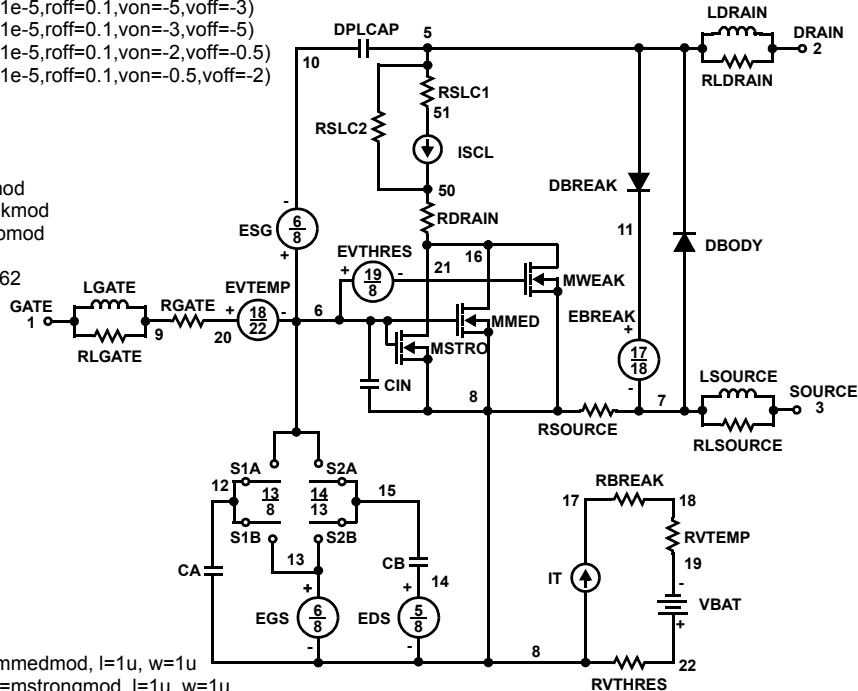 1e-5,roff=0.1,von=-5,voff=-3)
1e-5,roff=0.1,von=-3,voff=-5)
1e-5,roff=0.1,von=-2,voff=-0.5)
1e-5,roff=0.1,von=-0.5,voff=-2)
LDRAIN
DPLCAP
5
DRAIN
2
10
RLDRAIN
RSLC1
51
RSLC2
ISCL
50
DBREAK
RDRAIN
ESG
-
6
8
+
11
DBODY
EVTHRES
+
19
8
-
21
16
MWEAK
LGATE
EVTEMP
GATE
1
RGATE
+
18
22
-
6
MMED
EBREAK
+
9
20
RLGATE
MSTRO
17
18
-
CIN
LSOURCE
SOURCE
3
8
7
RSOURCE
RLSOURCE
S1A
S2A
12
13
8
14
13
15
S1B
S2B
13
RBREAK
17
18
RVTEMP
19
CA
CB
14
IT
-
VBAT
+
+
EGS
6
8
-
+
EDS
5
8
-
8
22
RVTHRES
mod
kmod
omod
62
mmedmod, l=1u, w=1u
=mstrongmod, l=1u, w=1u